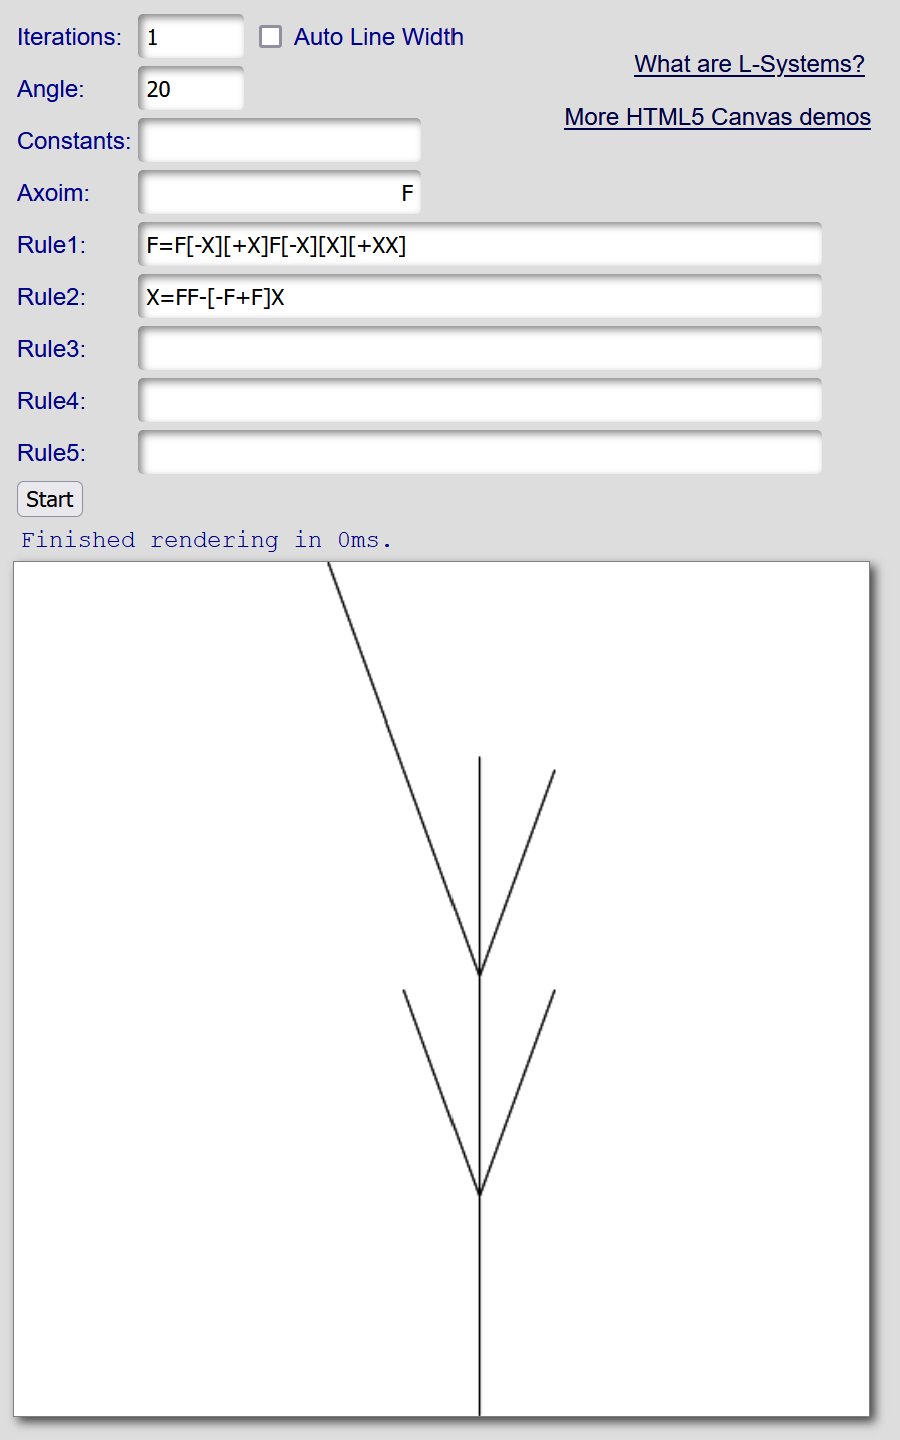 Iterations: 1 Auto Line Width
What are L-Systems?
Angle: 20
More HTML5 Canvas demos
Constants:
Axoim: F
Rule1: F=F[-X][+X]F[-X][X][+XX]
Rule2: X=FF-[-F+F]X
Rule3:
Rule4:
Rule5:
Start
Finished rendering in 0ms.